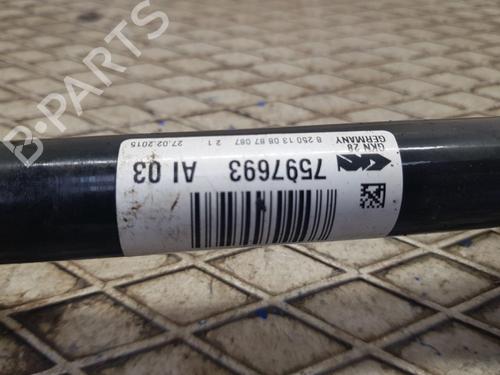 GKN 28
GERMANY
8 250 13 08 87 087 2 1
27.02.2015
7597693 AI 03
B-PARTS